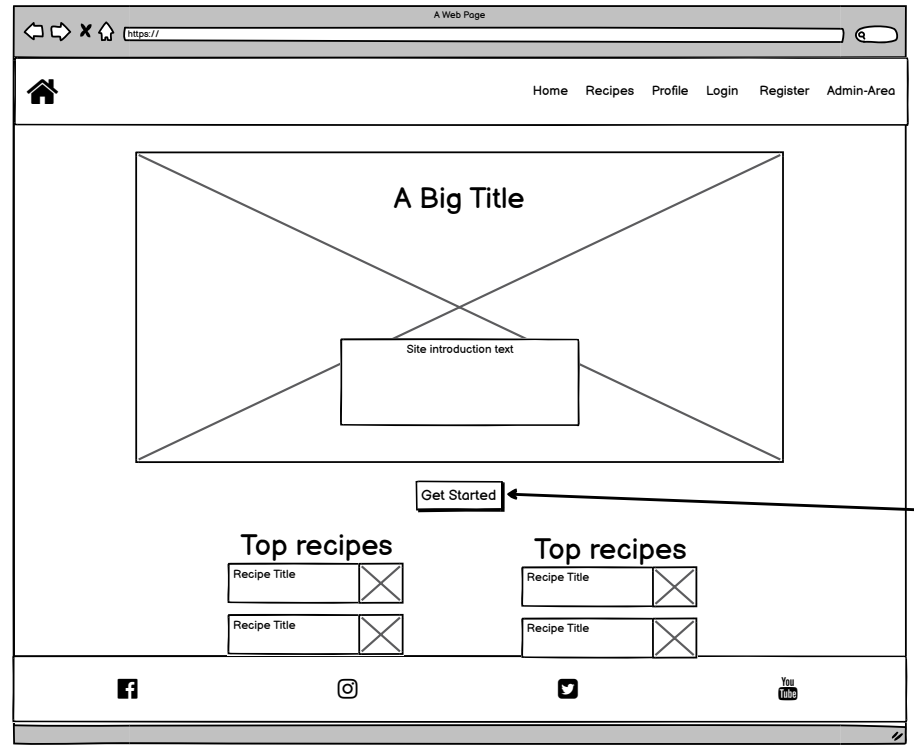 A Web Page
https://
Home Recipes Profile Login Register Admin-Area
A Big Title
Site introduction text
Get Started
Top recipes
Recipe Title
Recipe Title
Top recipes
Recipe Title
Recipe Title
You
Tube